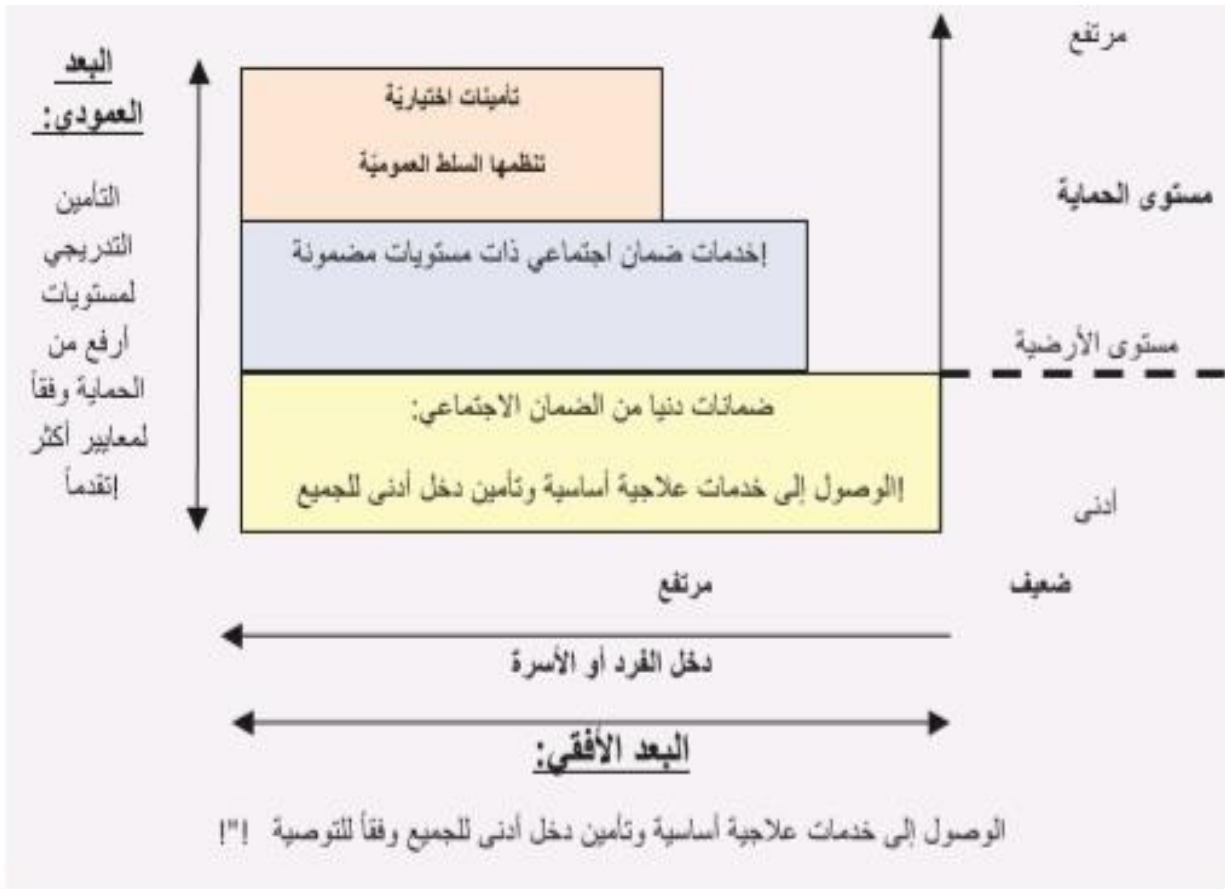 مرتفع
البعد
العمودي:
تأمينات اختيارية
تنظمها السلط العمومية
مستوى الحماية
التأمين
التدريجي
لمستويات
أرفع من
الحماية وفقاً
لمعايير أكثر
إتقدماً
إخدمات ضمان اجتماعي ذات مستويات مضمونة
مستوى الأرضية
ضمانات دنيا من الضمان الاجتماعي:
إالوصول إلى خدمات علاجية أساسية وتأمين دخل أدنى للجميع
أدنى
ضعيف
مرتفع
دخل الفرد أو الأسرة
البعد الأفقي:
الوصول إلى خدمات علاجية أساسية وتأمين دخل أدنى للجميع وفقاً للتوصية !"!